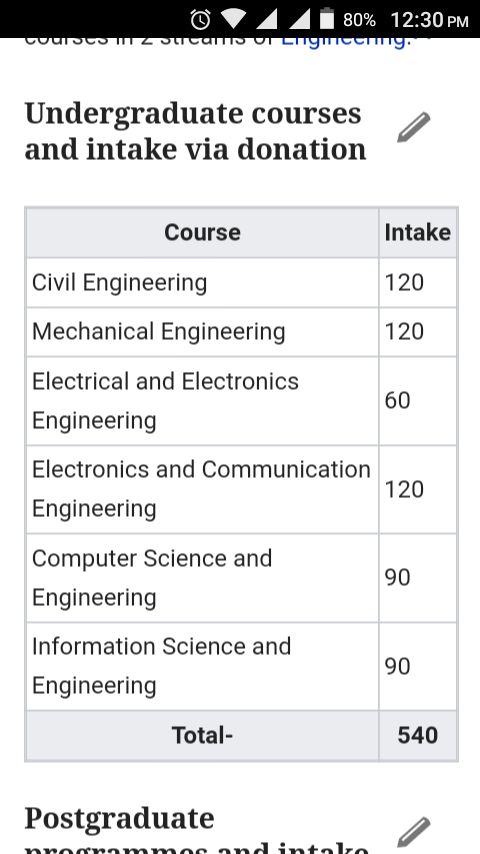 80% 12:30 PM
courses in 2 streams of Engineering.
Undergraduate courses
and intake via donation
Course Intake
Civil Engineering 120
Mechanical Engineering 120
Electrical and Electronics
Engineering 60
Electronics and Communication
Engineering 120
Computer Science and
Engineering 90
Information Science and
Engineering 90
Total- 540
Postgraduate
programmes and intake